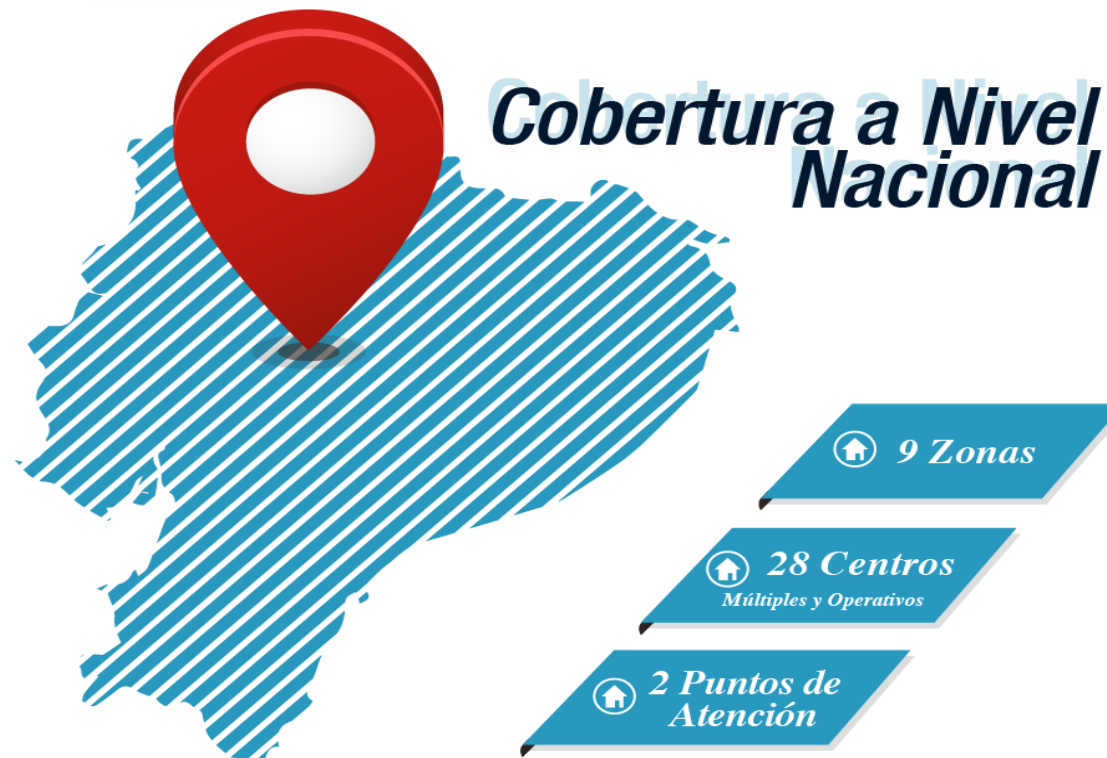 Cobertura a Nivel
Nacional
9 Zonas
28 Centros
Múltiples y Operativos
2 Puntos de
Atención